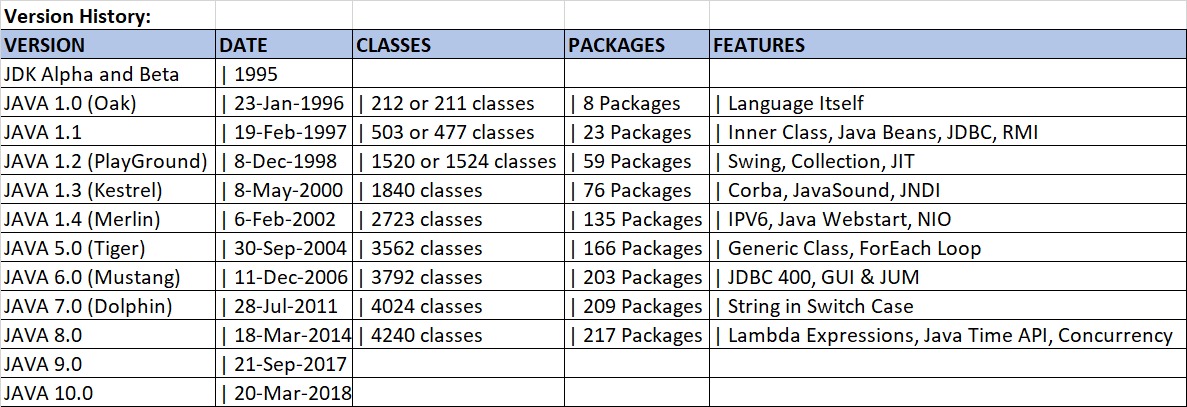 Version History:
VERSION DATE CLASSES PACKAGES FEATURES
JDK Alpha and Beta | 1995
JAVA 1.0 (Oak) | 23-Jan-1996 | 212 or 211 classes | 8 Packages | Language Itself
JAVA 1.1 | 19-Feb-1997 | 503 or 477 classes | 23 Packages | Inner Class, Java Beans, JDBC, RMI
JAVA 1.2 (PlayGround) | 8-Dec-1998 | 1520 or 1524 classes | 59 Packages | Swing, Collection, JIT
JAVA 1.3 (Kestrel) | 8-May-2000 | 1840 classes | 76 Packages | Corba, JavaSound, JNDI
JAVA 1.4 (Merlin) | 6-Feb-2002 | 2723 classes | 135 Packages | IPV6, Java Webstart, NIO
JAVA 5.0 (Tiger) | 30-Sep-2004 | 3562 classes | 166 Packages | Generic Class, ForEach Loop
JAVA 6.0 (Mustang) | 11-Dec-2006 | 3792 classes | 203 Packages | JDBC 400, GUI & JUM
JAVA 7.0 (Dolphin) | 28-Jul-2011 | 4024 classes | 209 Packages | String in Switch Case
JAVA 8.0 | 18-Mar-2014 | 4240 classes | 217 Packages | Lambda Expressions, Java Time API, Concurrency
JAVA 9.0 | 21-Sep-2017
JAVA 10.0 | 20-Mar-2018